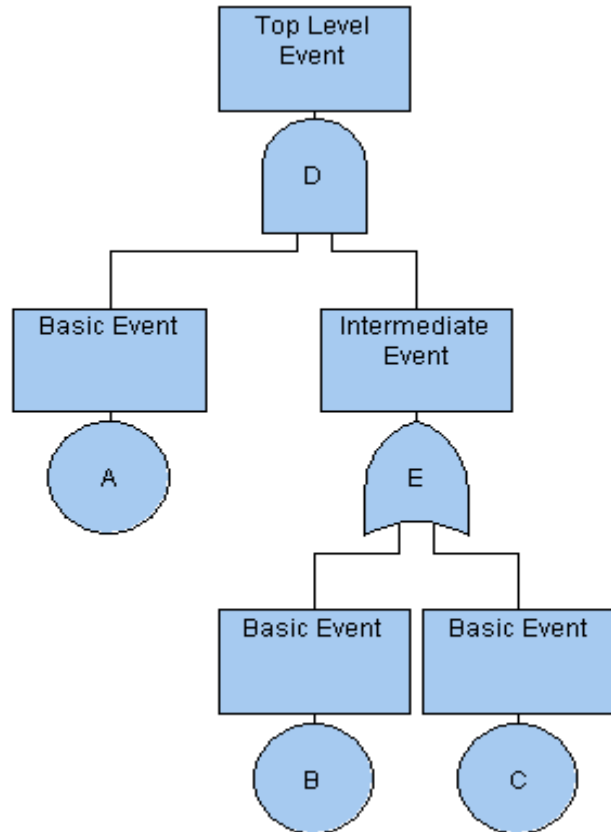 Top Level
Event
D
Basic Event
Intermediate
Event
A
E
Basic Event
Basic Event
B
C